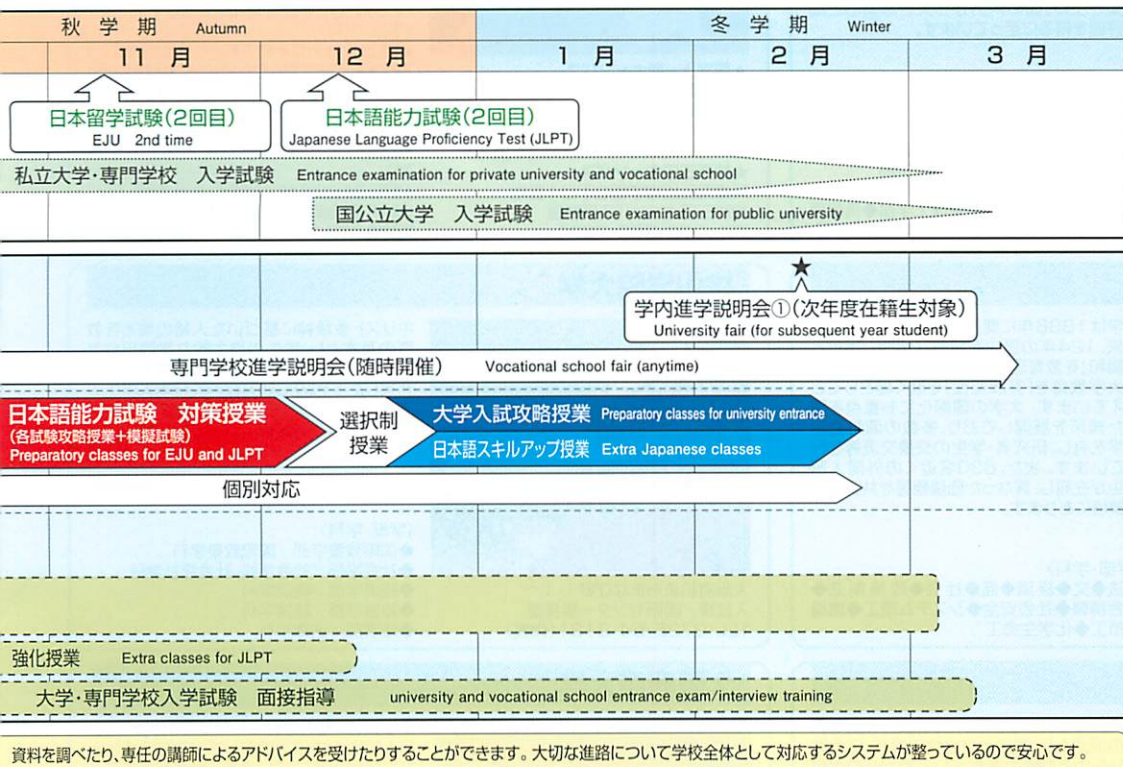 秋学期 Autumn
冬学期 Winter
11月
12月
1月
2月
3月
日本留学試験(2回目)
EJU 2nd time
日本語能力試験(2回目)
Japanese Language Proficiency Test (JLPT)
私立大学・専門学校 入学試験 Entrance examination for private university and vocational school
国公立大学 入学試験 Entrance examination for public university
★
学内進学説明会①(次年度在籍生対象)
University fair (for subsequent year student)
専門学校進学説明会(随時開催) Vocational school fair (anytime)
日本語能力試験 対策授業
(各試験攻略授業+模擬試験)
Preparatory classes for EJU and JLPT
選択制
授業
大学入試攻略授業 Preparatory classes for university entrance
日本語スキルアップ授業 Extra Japanese classes
個別対応
強化授業 Extra classes for JLPT
大学・専門学校入学試験 面接指導 university and vocational school entrance exam/interview training
資料を調べたり、専任の講師によるアドバイスを受けたりすることができます。大切な進路について学校全体として対応するシステムが整っているので安心です。